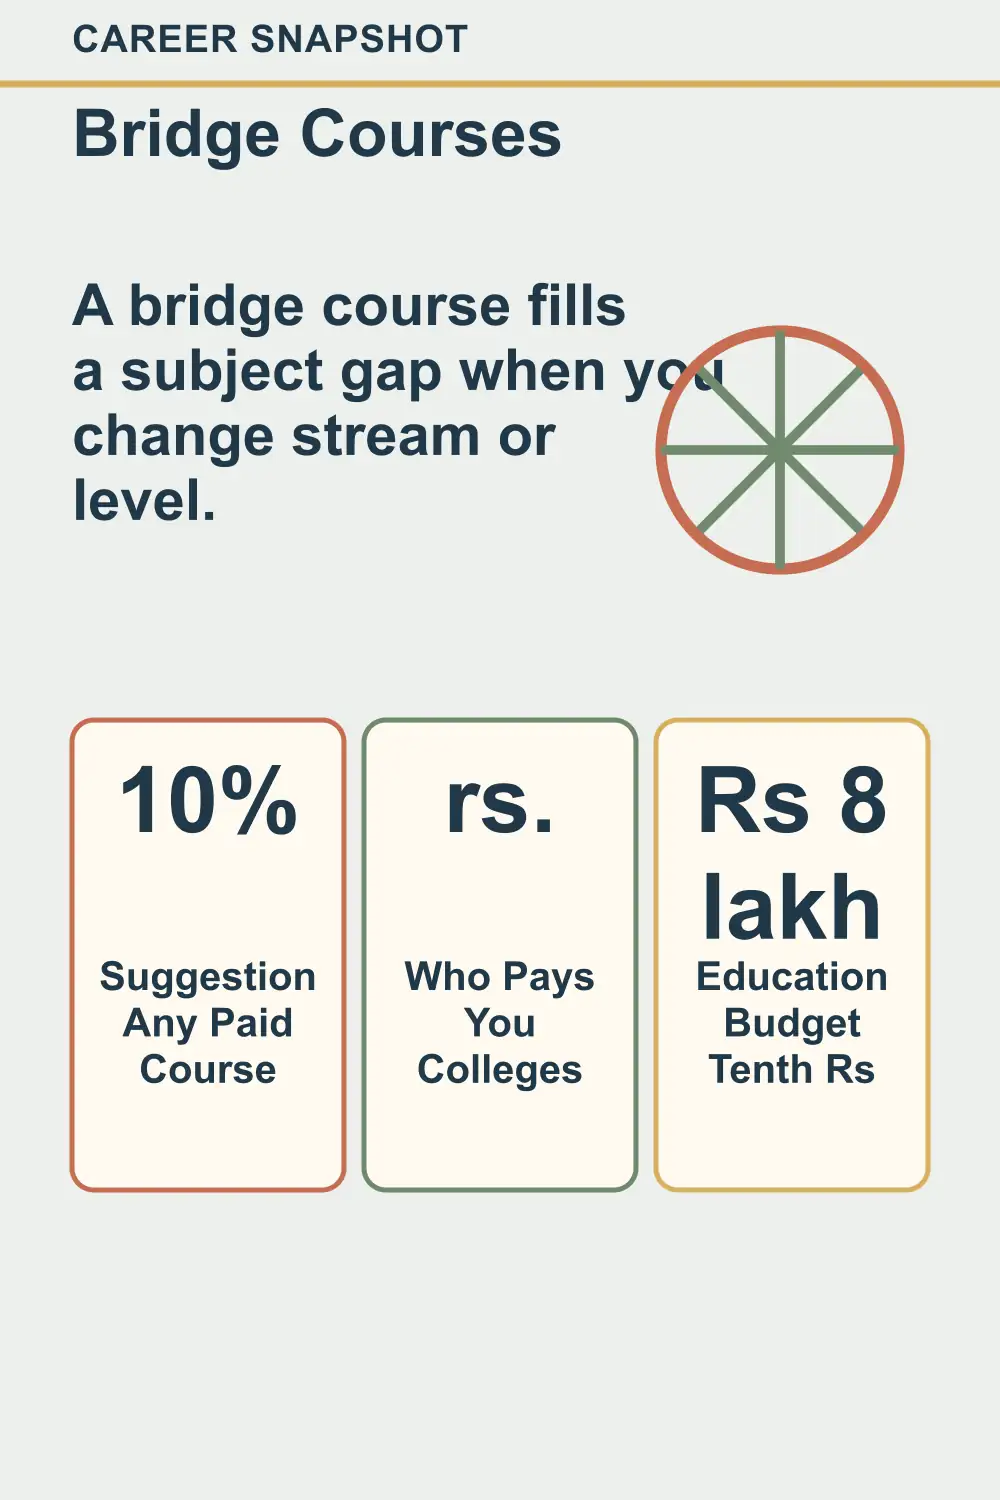 CAREER SNAPSHOT
Bridge Courses
A bridge course fills
a subject gap when you
change stream or
level.
10%
Suggestion
Any Paid
Course
rs.
Who Pays
You
Colleges
Rs 8
lakh
Education
Budget
Tenth Rs